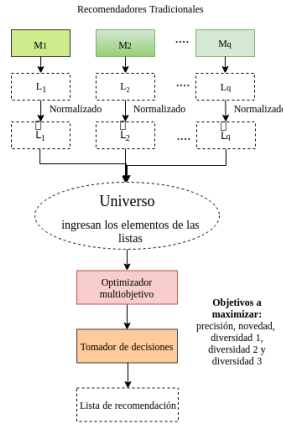 Recomendadores Tradicionales
M1 M2 .... Mq
L1 L2 .... Lq
Normalizado Normalizado Normalizado
L1 L2 .... Lq
Universo
ingresan los elementos de las
listas
Optimizador
multiobjetivo
Objetivos a
maximizar:
precisión, novedad,
diversidad 1,
diversidad 2 y
diversidad 3
Tomador de decisiones
Lista de recomendación